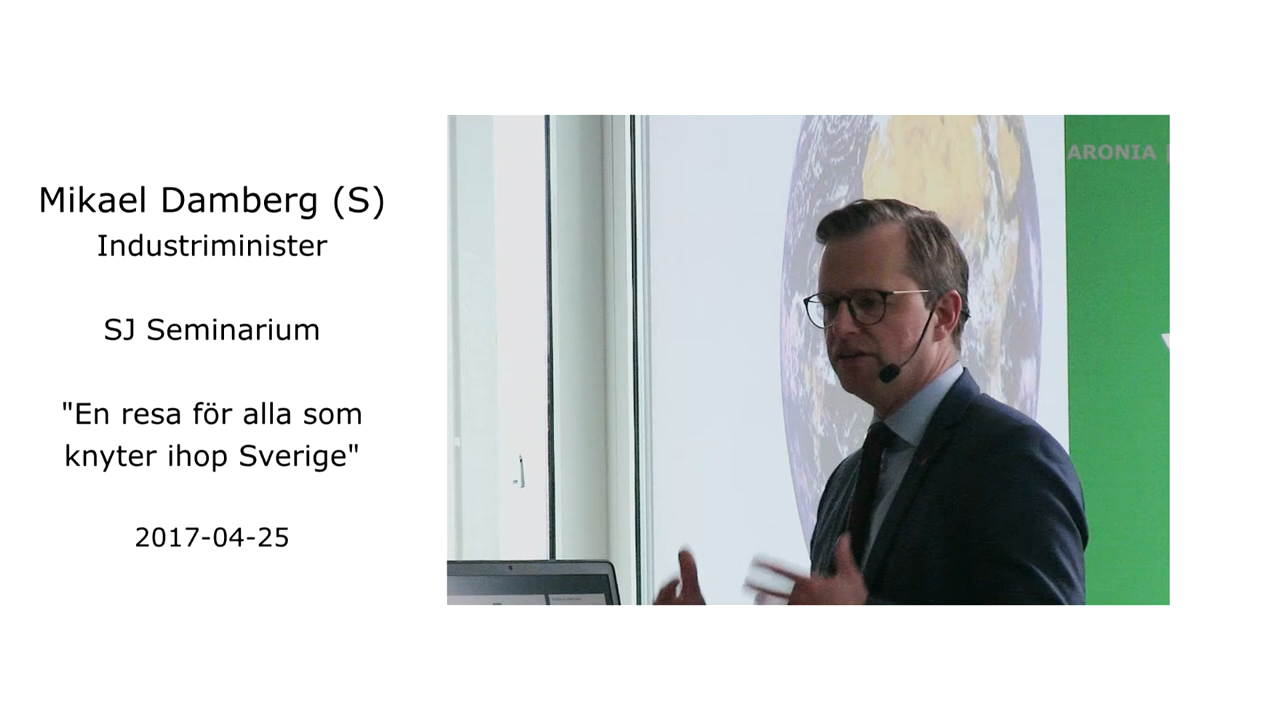 Mikael Damberg (S)
Industriminister
SJ Seminarium
"En resa för alla som
knyter ihop Sverige"
2017-04-25
ARONIA |